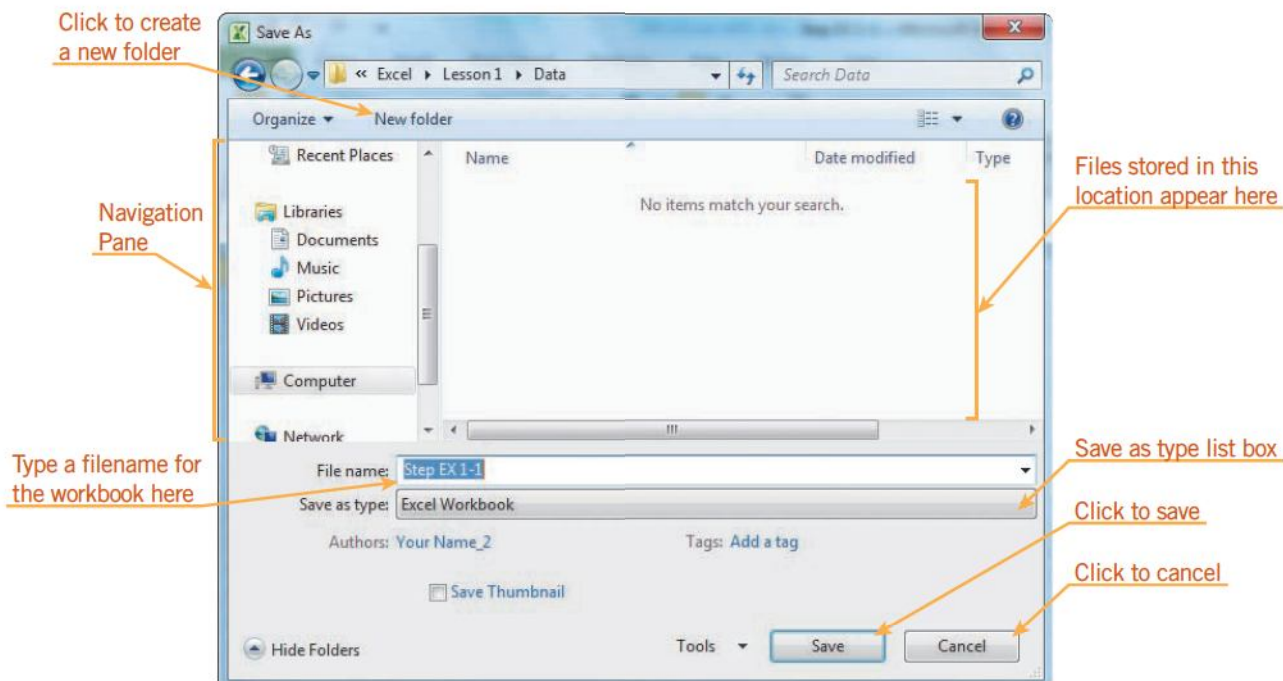 Click to create
a new folder
Save As
« Excel Lesson 1 Data
Search Data
Organize
New folder
Recent Places
Libraries
Documents
Music
Pictures
Videos
Computer
Network
Name
Date modified
Type
No items match your search.
Navigation
Pane
Files stored in this
location appear here
Type a filename for
the workbook here
File name: Step EX 1-1
Save as type: Excel Workbook
Authors: Your Name_2
Tags: Add a tag
Save Thumbnail
Save as type list box
Click to save
Click to cancel
Hide Folders
Tools
Save
Cancel